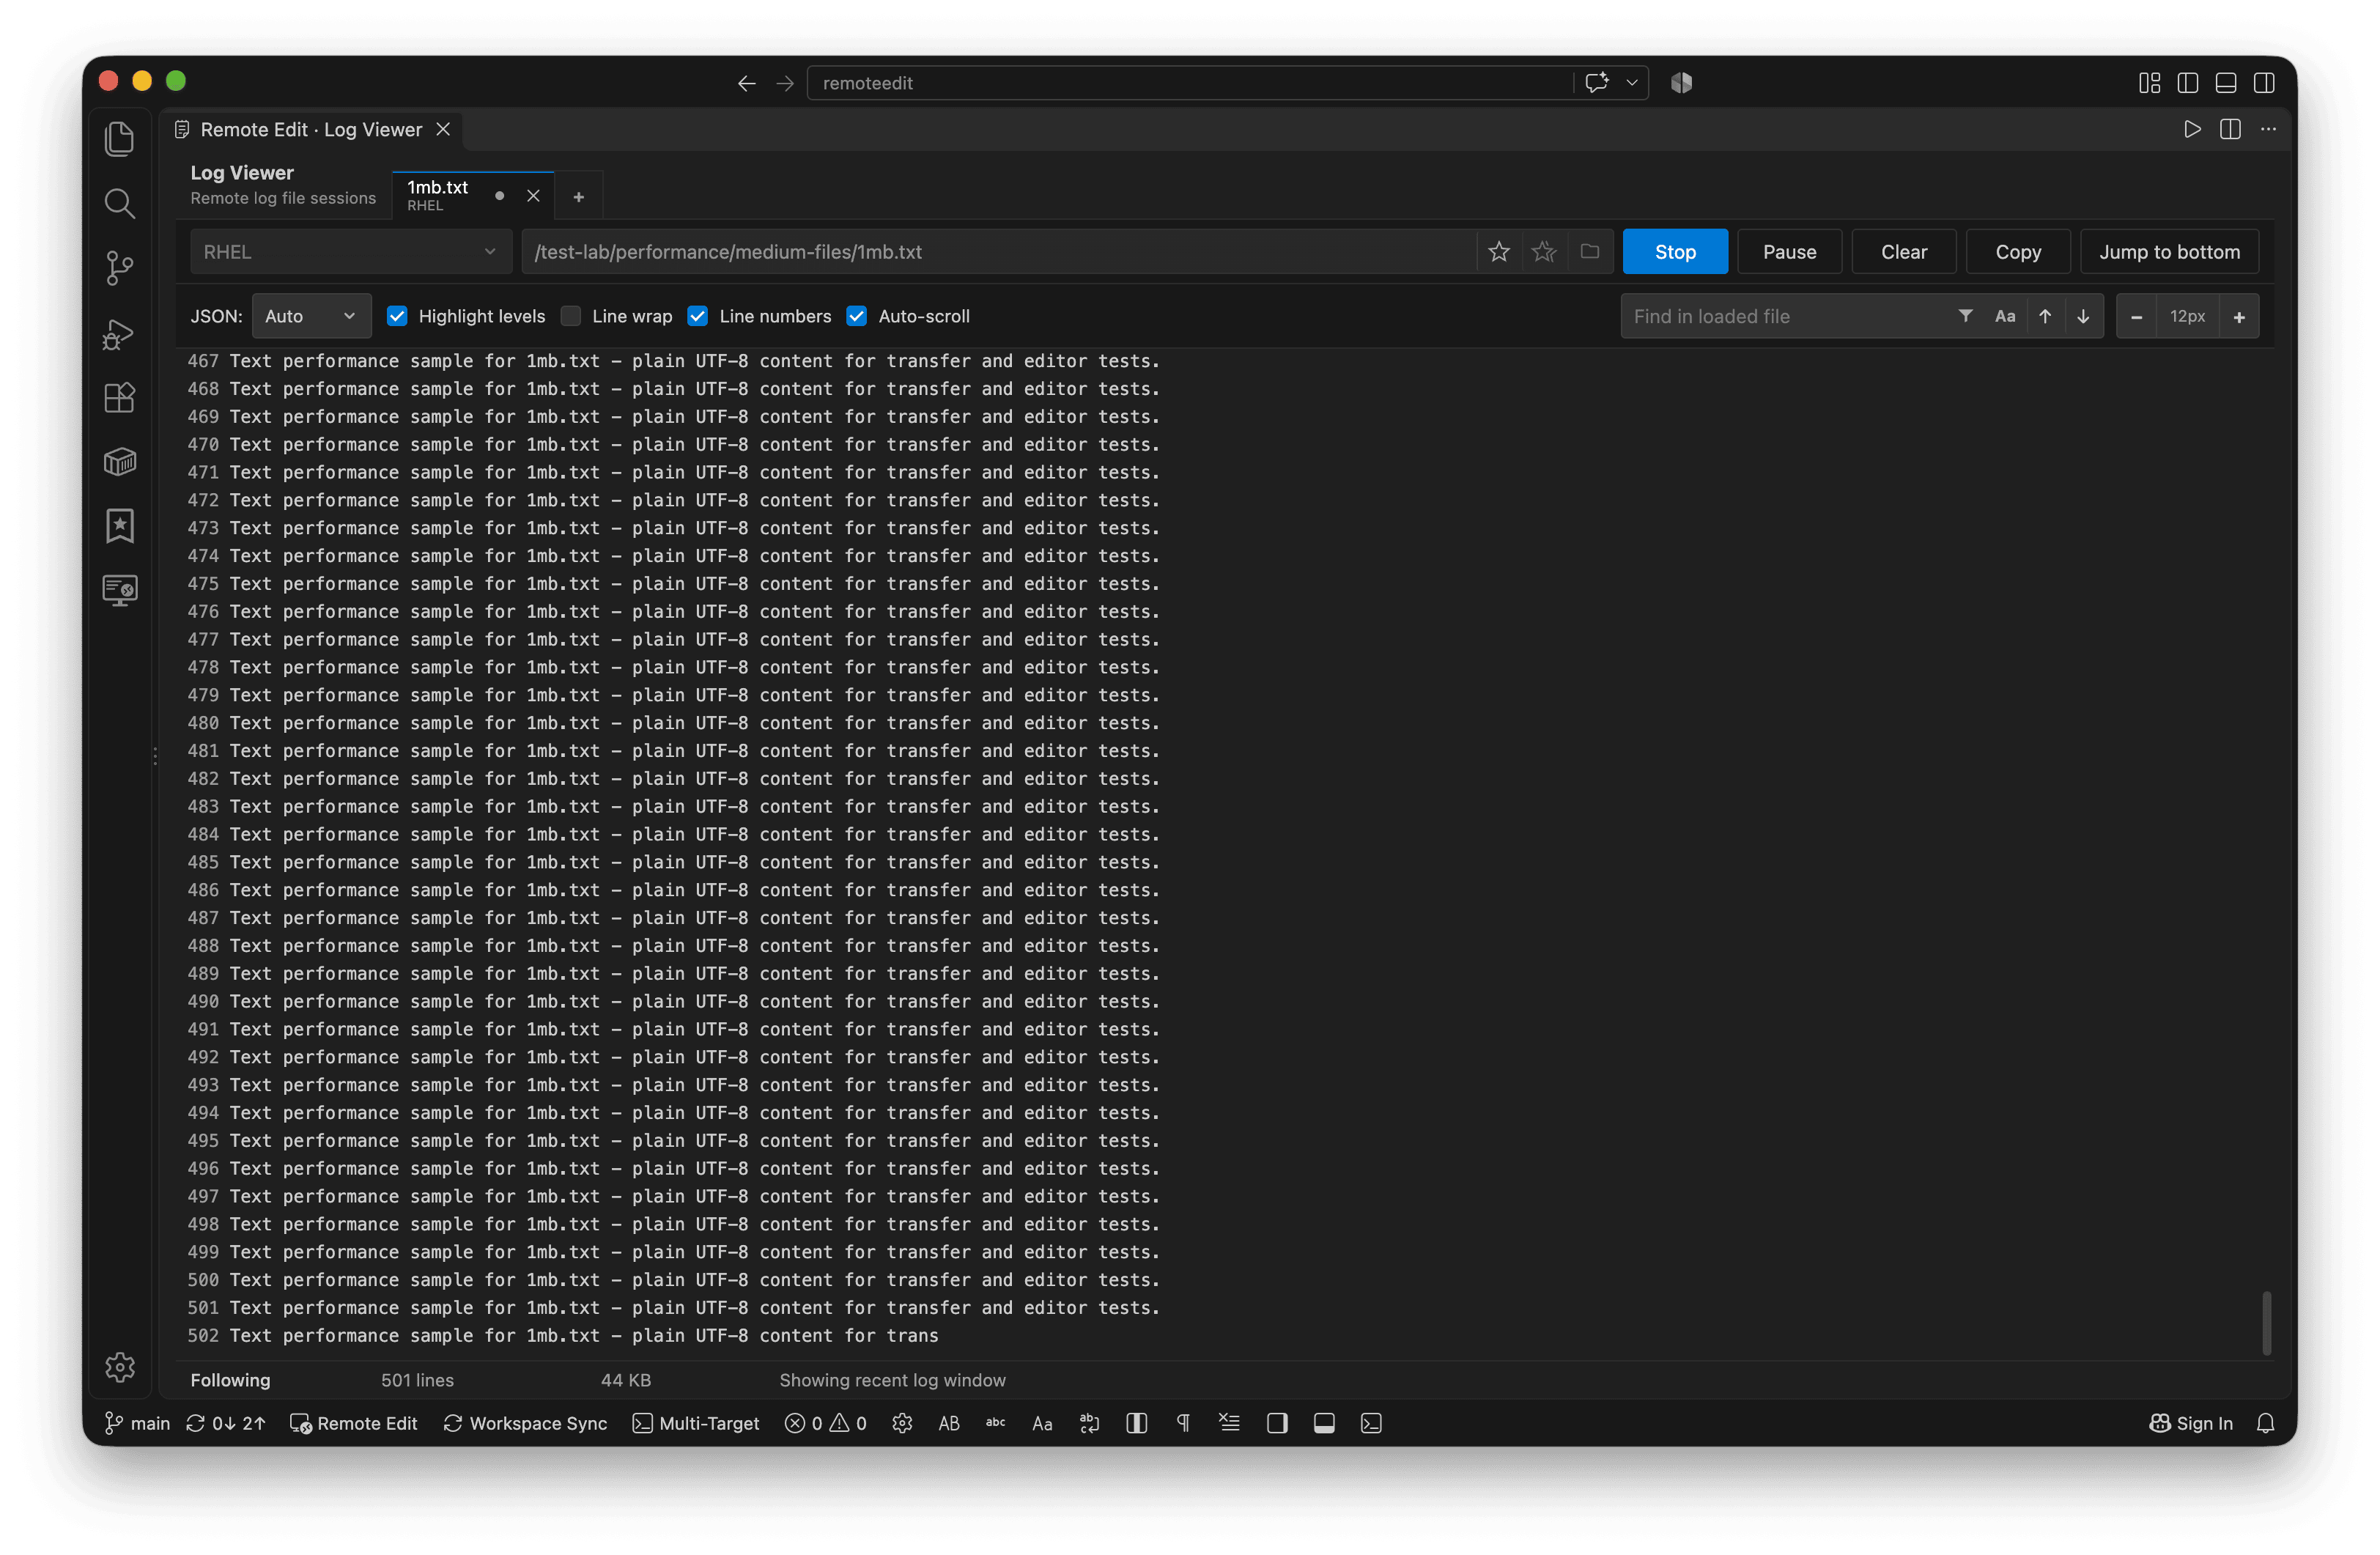 remoteedit
Remote Edit · Log Viewer
Log Viewer
Remote log file sessions
1mb.txt
RHEL
RHEL
/test-lab/performance/medium-files/1mb.txt
Stop
Pause
Clear
Copy
Jump to bottom
JSON:
Auto
Highlight levels
Line wrap
Line numbers
Auto-scroll
Find in loaded file
Aa
12px
467 Text performance sample for 1mb.txt – plain UTF-8 content for transfer and editor tests.
468 Text performance sample for 1mb.txt – plain UTF-8 content for transfer and editor tests.
469 Text performance sample for 1mb.txt – plain UTF-8 content for transfer and editor tests.
470 Text performance sample for 1mb.txt – plain UTF-8 content for transfer and editor tests.
471 Text performance sample for 1mb.txt – plain UTF-8 content for transfer and editor tests.
472 Text performance sample for 1mb.txt – plain UTF-8 content for transfer and editor tests.
473 Text performance sample for 1mb.txt – plain UTF-8 content for transfer and editor tests.
474 Text performance sample for 1mb.txt – plain UTF-8 content for transfer and editor tests.
475 Text performance sample for 1mb.txt – plain UTF-8 content for transfer and editor tests.
476 Text performance sample for 1mb.txt – plain UTF-8 content for transfer and editor tests.
477 Text performance sample for 1mb.txt – plain UTF-8 content for transfer and editor tests.
478 Text performance sample for 1mb.txt – plain UTF-8 content for transfer and editor tests.
479 Text performance sample for 1mb.txt – plain UTF-8 content for transfer and editor tests.
480 Text performance sample for 1mb.txt – plain UTF-8 content for transfer and editor tests.
481 Text performance sample for 1mb.txt – plain UTF-8 content for transfer and editor tests.
482 Text performance sample for 1mb.txt – plain UTF-8 content for transfer and editor tests.
483 Text performance sample for 1mb.txt – plain UTF-8 content for transfer and editor tests.
484 Text performance sample for 1mb.txt – plain UTF-8 content for transfer and editor tests.
485 Text performance sample for 1mb.txt – plain UTF-8 content for transfer and editor tests.
486 Text performance sample for 1mb.txt – plain UTF-8 content for transfer and editor tests.
487 Text performance sample for 1mb.txt – plain UTF-8 content for transfer and editor tests.
488 Text performance sample for 1mb.txt – plain UTF-8 content for transfer and editor tests.
489 Text performance sample for 1mb.txt – plain UTF-8 content for transfer and editor tests.
490 Text performance sample for 1mb.txt – plain UTF-8 content for transfer and editor tests.
491 Text performance sample for 1mb.txt – plain UTF-8 content for transfer and editor tests.
492 Text performance sample for 1mb.txt – plain UTF-8 content for transfer and editor tests.
493 Text performance sample for 1mb.txt – plain UTF-8 content for transfer and editor tests.
494 Text performance sample for 1mb.txt – plain UTF-8 content for transfer and editor tests.
495 Text performance sample for 1mb.txt – plain UTF-8 content for transfer and editor tests.
496 Text performance sample for 1mb.txt – plain UTF-8 content for transfer and editor tests.
497 Text performance sample for 1mb.txt – plain UTF-8 content for transfer and editor tests.
498 Text performance sample for 1mb.txt – plain UTF-8 content for transfer and editor tests.
499 Text performance sample for 1mb.txt – plain UTF-8 content for transfer and editor tests.
500 Text performance sample for 1mb.txt – plain UTF-8 content for transfer and editor tests.
501 Text performance sample for 1mb.txt – plain UTF-8 content for transfer and editor tests.
502 Text performance sample for 1mb.txt – plain UTF-8 content for trans
Following
501 lines
44 KB
Showing recent log window
main
0↓ 2↑
Remote Edit
Workspace Sync
Multi-Target
0
0
AB
abc
Aa
ab
c
Sign In